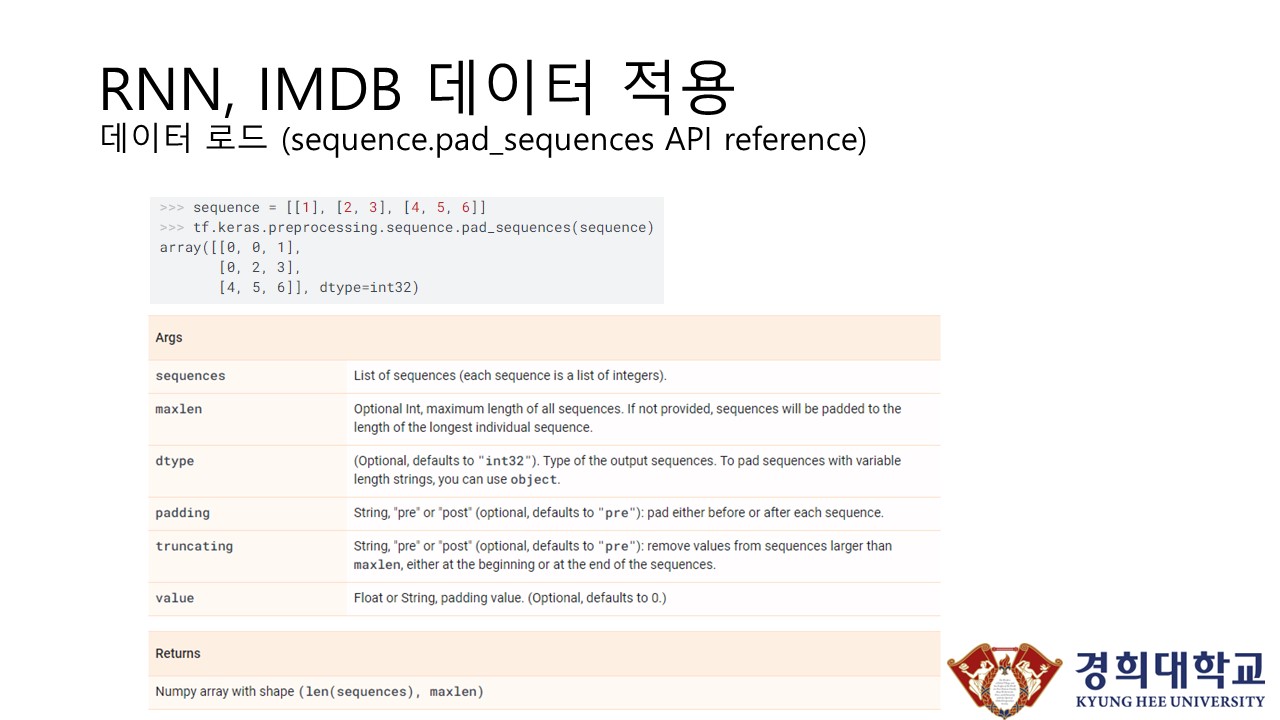 RNN, IMDB 데이터 적용
데이터 로드 (sequence.pad_sequences API reference)
>>> sequence = [[1], [2, 3], [4, 5, 6]]
>>> tf.keras.preprocessing.sequence.pad_sequences(sequence)
array([[0, 0, 1],
[0, 2, 3],
[4, 5, 6]], dtype=int32)
Args
sequences List of sequences (each sequence is a list of integers).
maxlen Optional Int, maximum length of all sequences. If not provided, sequences will be padded to the
length of the longest individual sequence.
dtype (Optional, defaults to "int32"). Type of the output sequences. To pad sequences with variable
length strings, you can use object.
padding String, "pre" or "post" (optional, defaults to "pre"): pad either before or after each sequence.
truncating String, "pre" or "post" (optional, defaults to "pre"): remove values from sequences larger than
maxlen, either at the beginning or at the end of the sequences.
value Float or String, padding value. (Optional, defaults to 0.)
Returns
Numpy array with shape (len(sequences), maxlen)
경희대학교
KYUNG HEE UNIVERSITY